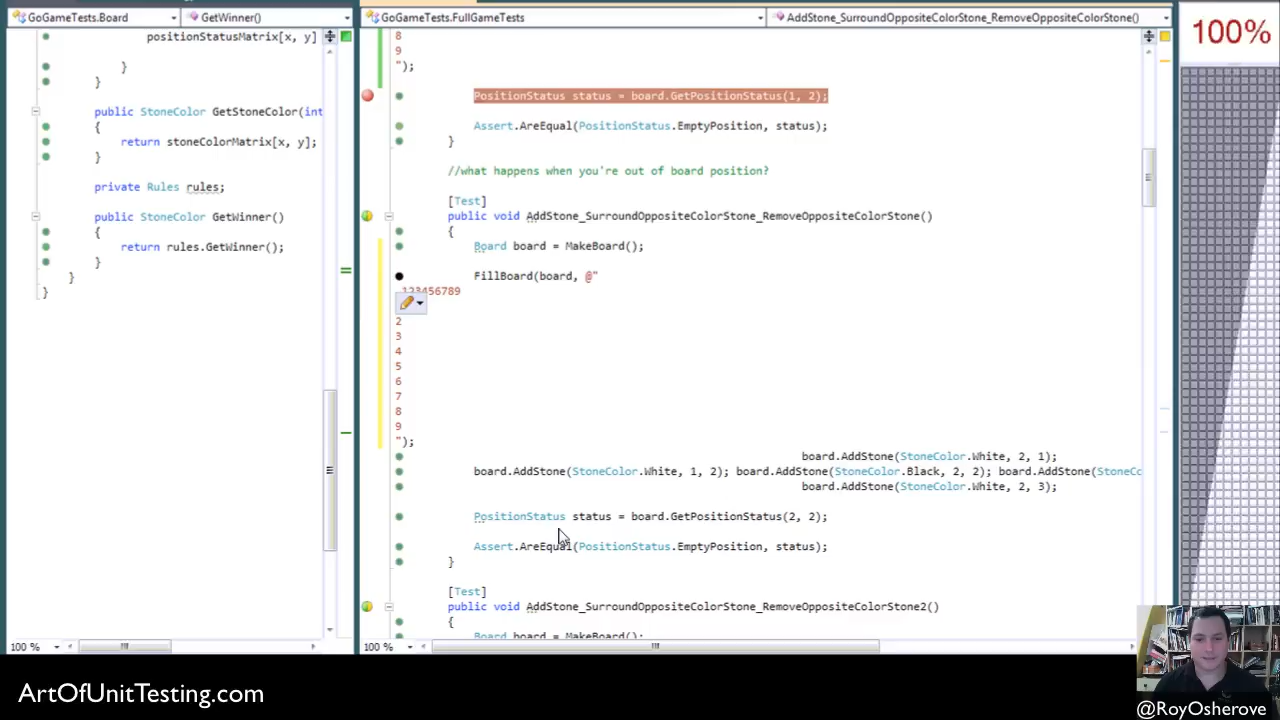 GoGameTests.Board
GetWinner()
positionStatusMatrix[x, y]
}
}
public StoneColor GetStoneColor(int
{
return stoneColorMatrix[x, y];
}
private Rules rules;
public StoneColor GetWinner()
{
return rules.GetWinner();
}
}
}
100 %
GoGameTests.FullGameTests
AddStone_SurroundOppositeColorStone_RemoveOppositeColorStone()
8
9
");
PositionStatus status = board.GetPositionStatus(1, 2);
Assert.AreEqual(PositionStatus.EmptyPosition, status);
}
//what happens when you're out of board position?
[Test]
public void AddStone_SurroundOppositeColorStone_RemoveOppositeColorStone()
{
Board board = MakeBoard();
FillBoard(board, @"
123456789
2
3
4
5
6
7
8
9
");
board.AddStone(StoneColor.White, 2, 1);
board.AddStone(StoneColor.White, 1, 2); board.AddStone(StoneColor.Black, 2, 2); board.AddStone(StoneCo
board.AddStone(StoneColor.White, 2, 3);
PositionStatus status = board.GetPositionStatus(2, 2);
Assert.AreEqual(PositionStatus.EmptyPosition, status);
}
[Test]
public void AddStone_SurroundOppositeColorStone_RemoveOppositeColorStone2()
{
Board board = MakeBoard();
100 %
100%
ArtOfUnitTesting.com
@RoyOsherove